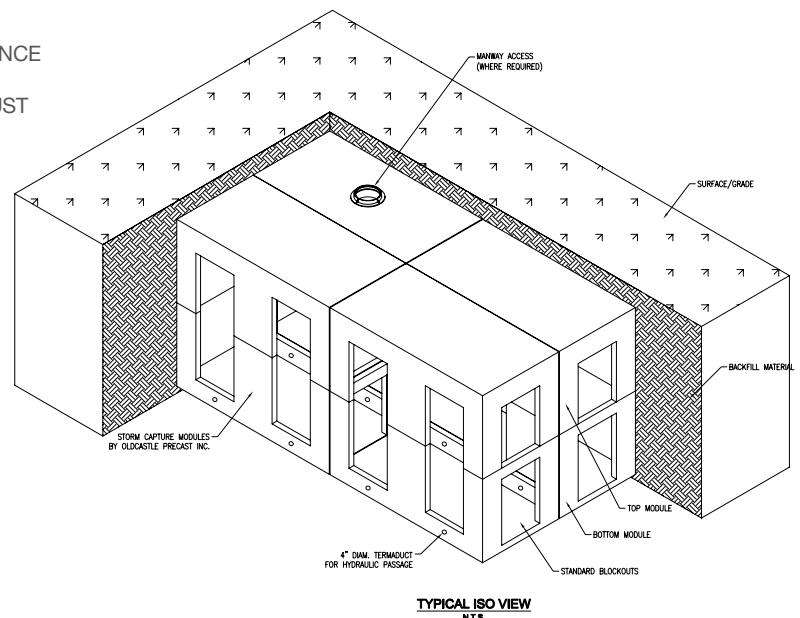 NCE
UST
MANWAY ACCESS
(WHERE REQUIRED)
SURFACE/GRADE
BACKFILL MATERIAL
STORM CAPTURE MODULES
BY OLDCASTLE PRECAST INC.
TOP MODULE
BOTTOM MODULE
4" DIAM. TERMADUCT
FOR HYDRAULIC PASSAGE
STANDARD BLOCKOUTS
TYPICAL ISO VIEW
N.T.S.